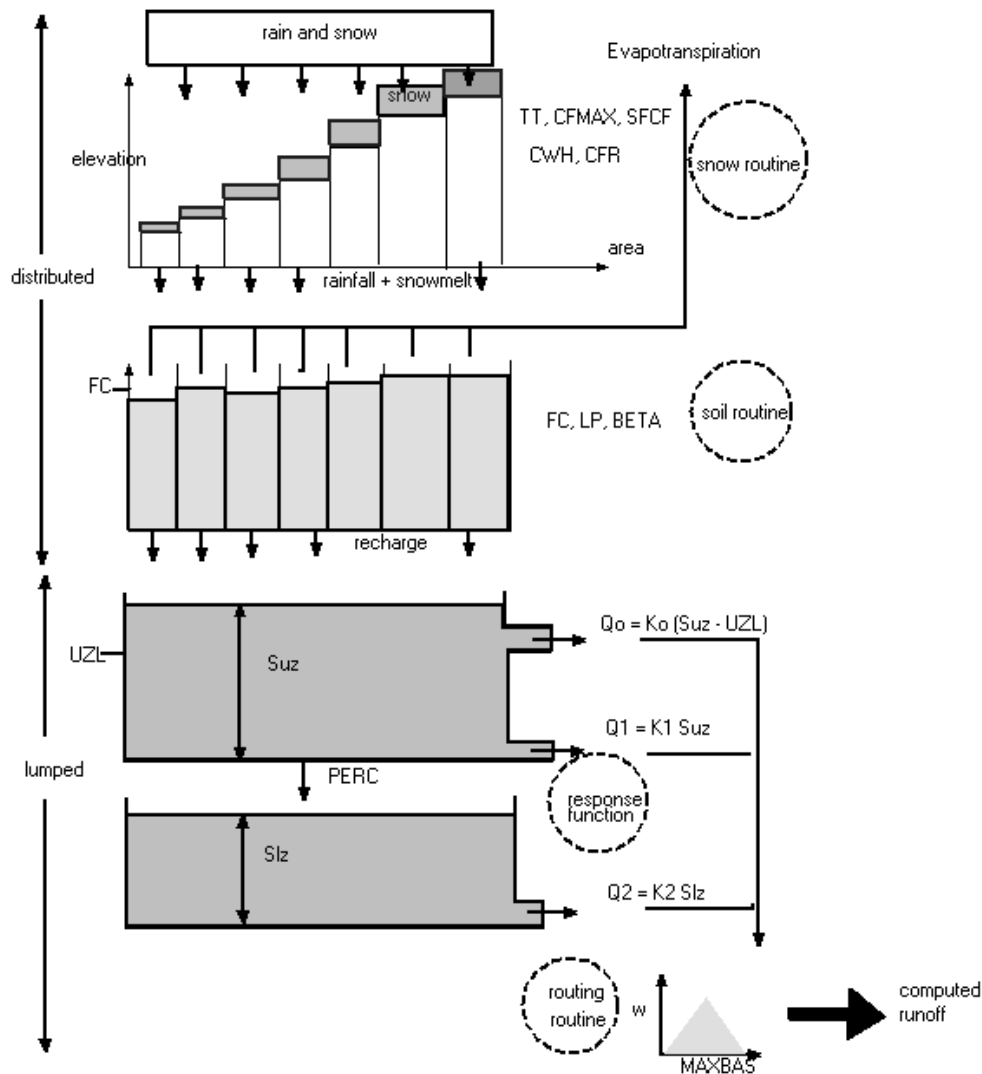 rain and snow
Evapotranspiration
snow
TT, CFMAX, SFCF
elevation
CWH, CFR
snow routine
area
distributed
rainfall + snowmelt
FC
FC, LP, BETA
soil routine
recharge
Qo = Ko (Suz - UZL)
UZL
Suz
Q1 = K1 Suz
lumped
PERC
response
function
Slz
Q2 = K2 Slz
routing
routine
w
computed
runoff
MAXBAS